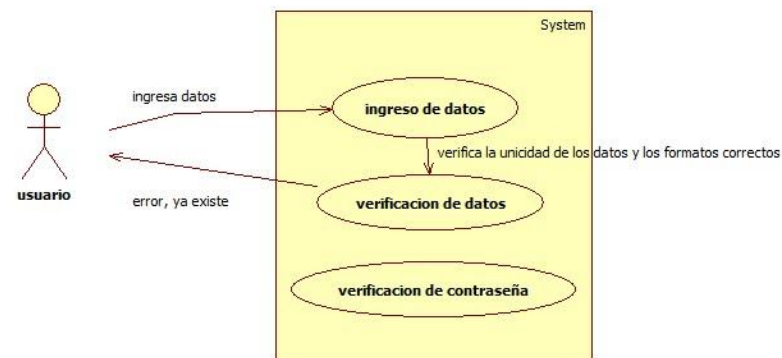 System
ingresa datos
ingreso de datos
verifica la unicidad de los datos y los formatos correctos
usuario
error, ya existe
verificacion de datos
verificacion de contraseña